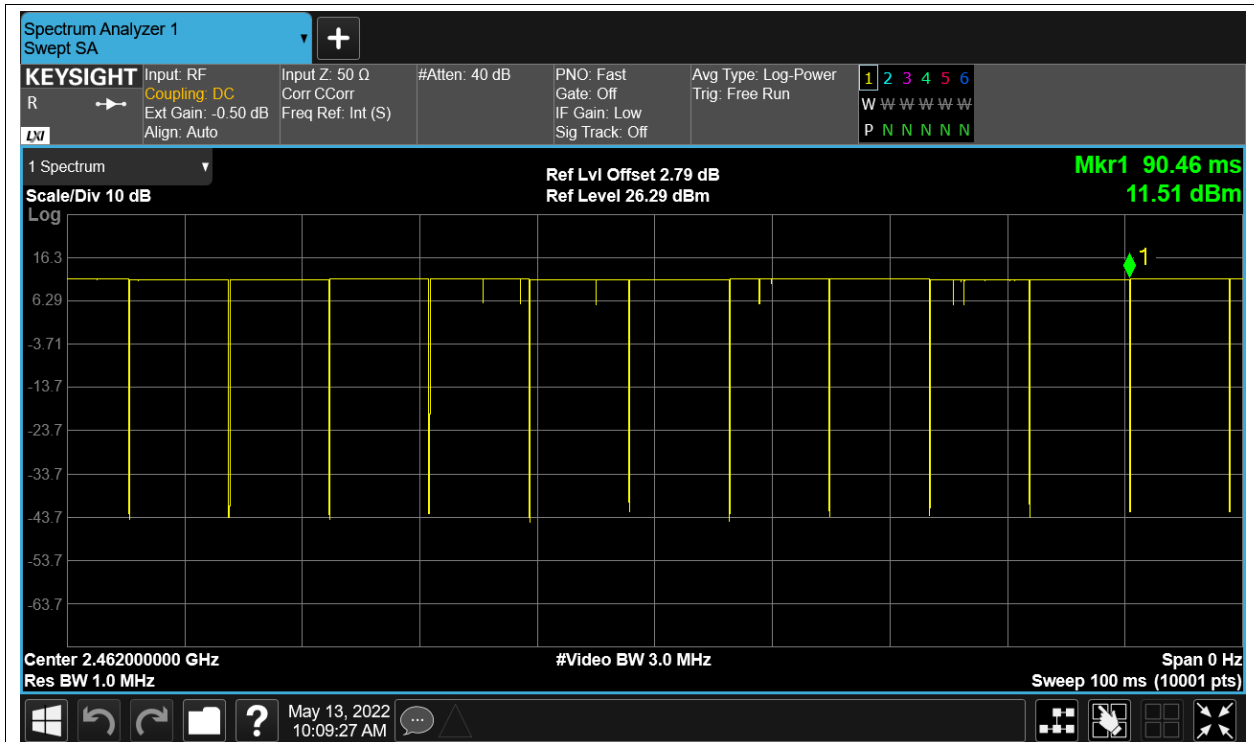 Spectrum Analyzer 1
Swept SA
KEYSIGHT
R
LXI
Input: RF
Coupling: DC
Ext Gain: -0.50 dB
Align: Auto
Input Z: 50 Ω
Corr CCorr
Freq Ref: Int (S)
#Atten: 40 dB
PNO: Fast
Gate: Off
IF Gain: Low
Sig Track: Off
Avg Type: Log-Power
Trig: Free Run
1 2 3 4 5 6
W W W W W W
P N N N N N
1 Spectrum
Scale/Div 10 dB
Ref Lvl Offset 2.79 dB
Ref Level 26.29 dBm
Mkr1 90.46 ms
11.51 dBm
Log
1
16.3
6.29
-3.71
-13.7
-23.7
-33.7
-43.7
-53.7
-63.7
Center 2.462000000 GHz
#Video BW 3.0 MHz
Span 0 Hz
Res BW 1.0 MHz
Sweep 100 ms (10001 pts)
?
May 13, 2022
10:09:27 AM